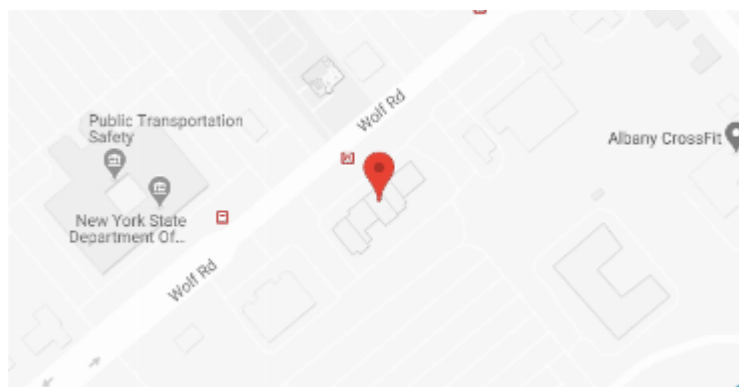 Wolf Rd
Public Transportation
Safety
Albany CrossFit
New York State
Department Of...
Wolf Rd